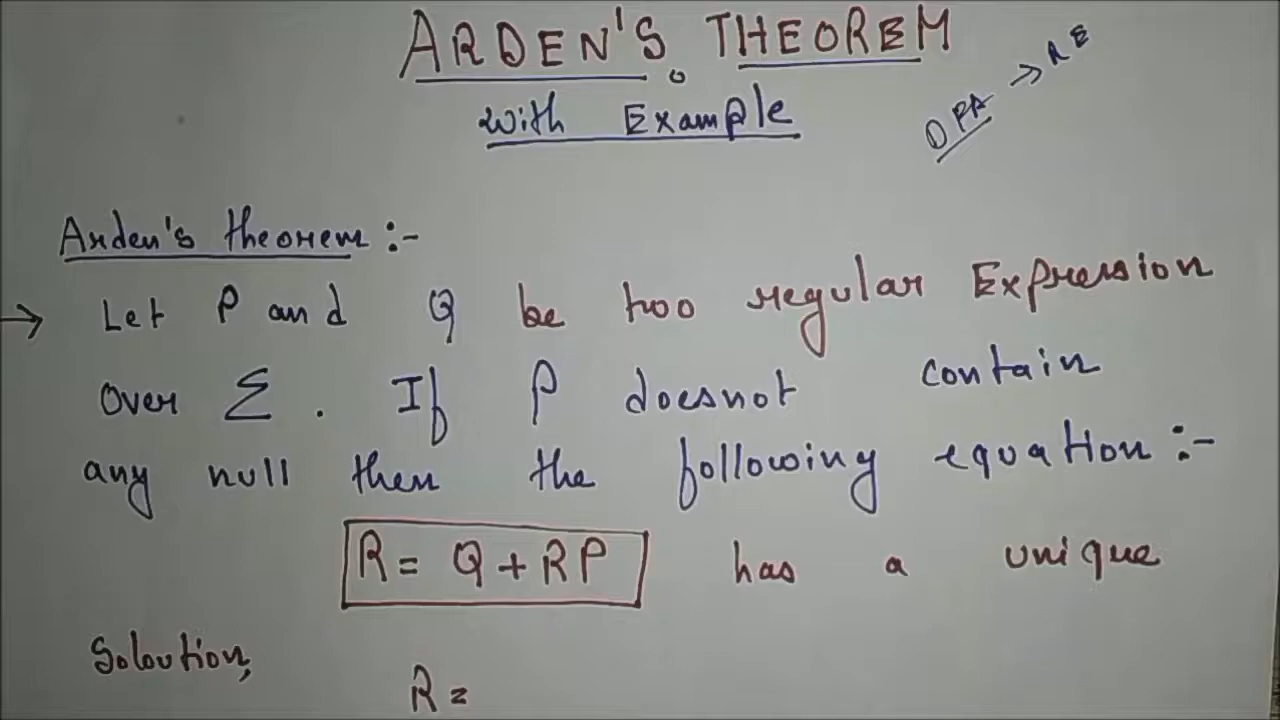 ARDEN'S THEOREM
with Example
DFA → RE
Arden's theorem :-
→ Let P and Q be two regular Expression
Over Σ . If P doesnot contain
any null then the following equation :-
R = Q + RP has a unique
Soloution,
R =